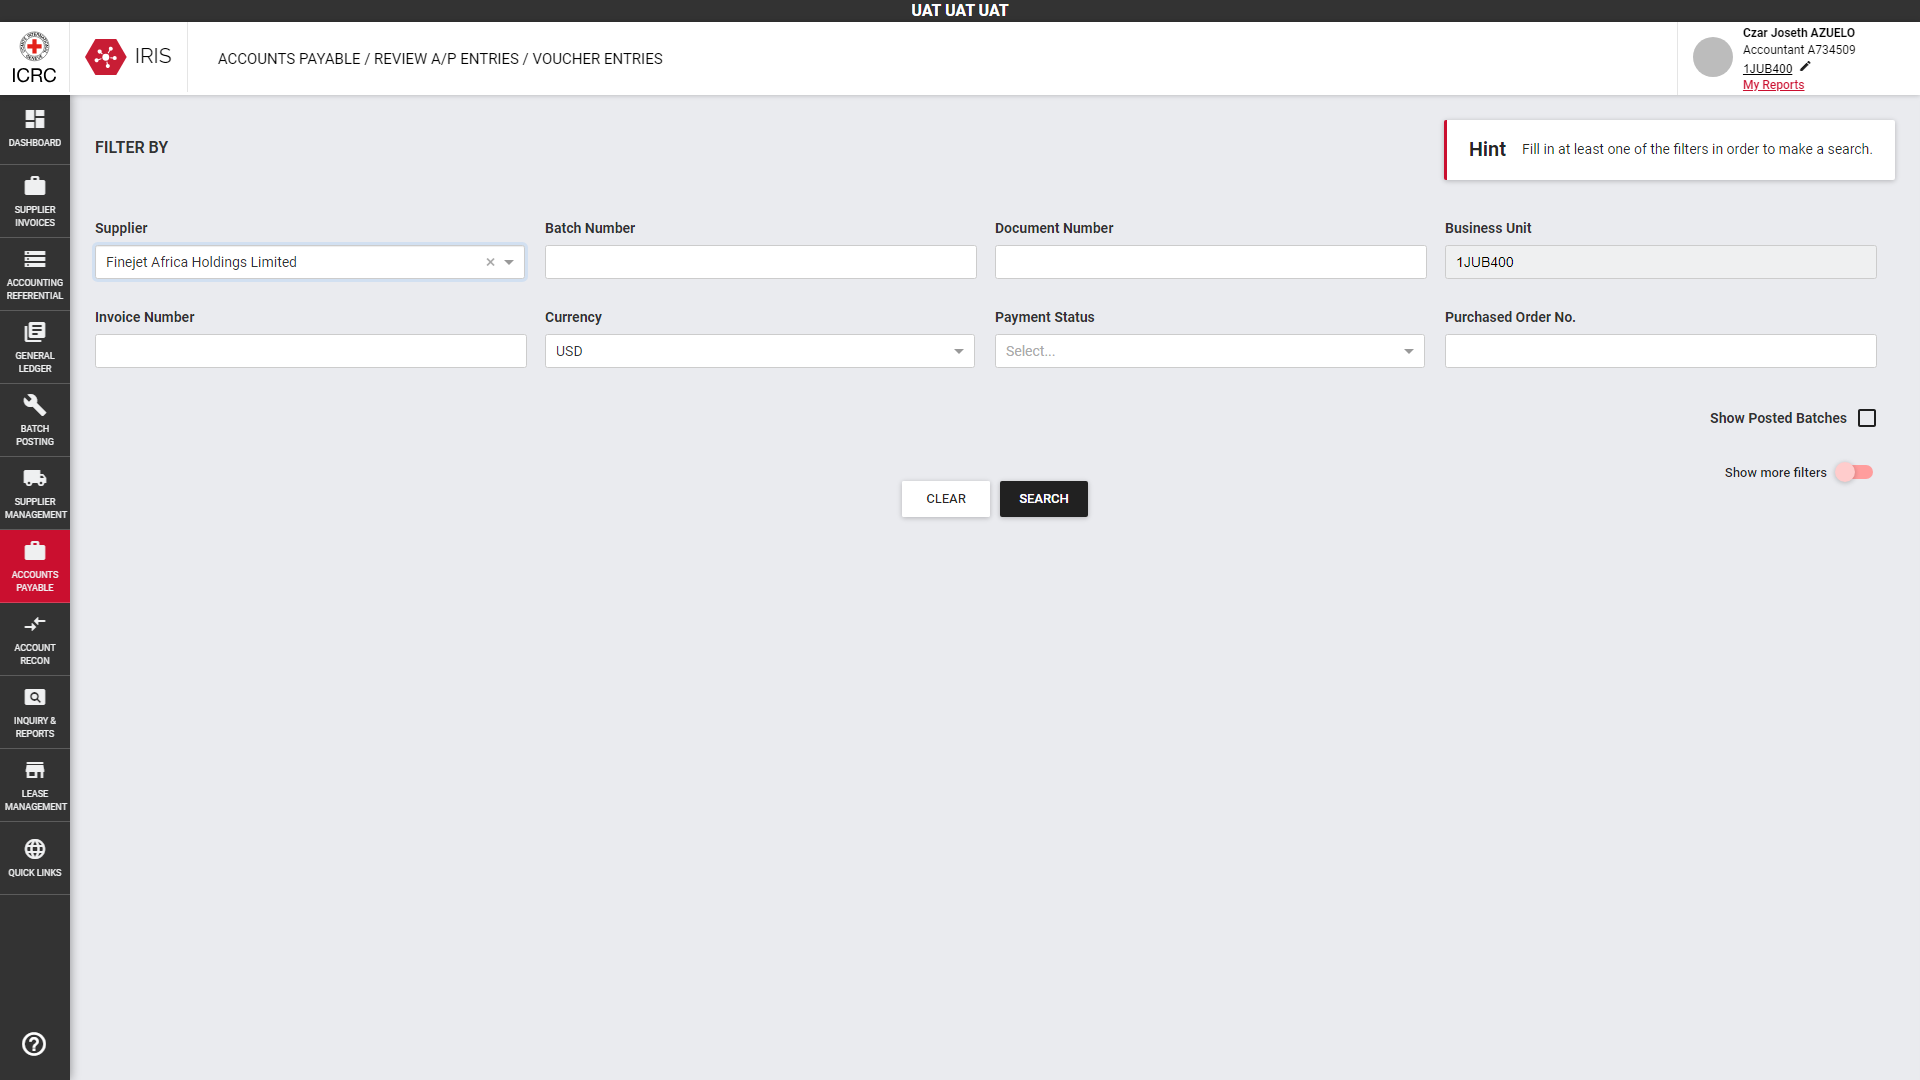 UAT UAT UAT
ICRC
IRIS
ACCOUNTS PAYABLE / REVIEW A/P ENTRIES / VOUCHER ENTRIES
Czar Joseth AZUELO
Accountant A734509
1JUB400
My Reports
DASHBOARD
SUPPLIER
INVOICES
ACCOUNTING
REFERENTIAL
GENERAL
LEDGER
BATCH
POSTING
SUPPLIER
MANAGEMENT
ACCOUNTS
PAYABLE
ACCOUNT
RECON
INQUIRY &
REPORTS
LEASE
MANAGEMENT
QUICK LINKS
FILTER BY
Hint Fill in at least one of the filters in order to make a search.
Supplier
Finejet Africa Holdings Limited
Batch Number
Document Number
Business Unit
1JUB400
Invoice Number
Currency
USD
Payment Status
Select...
Purchased Order No.
Show Posted Batches
Show more filters
CLEAR
SEARCH